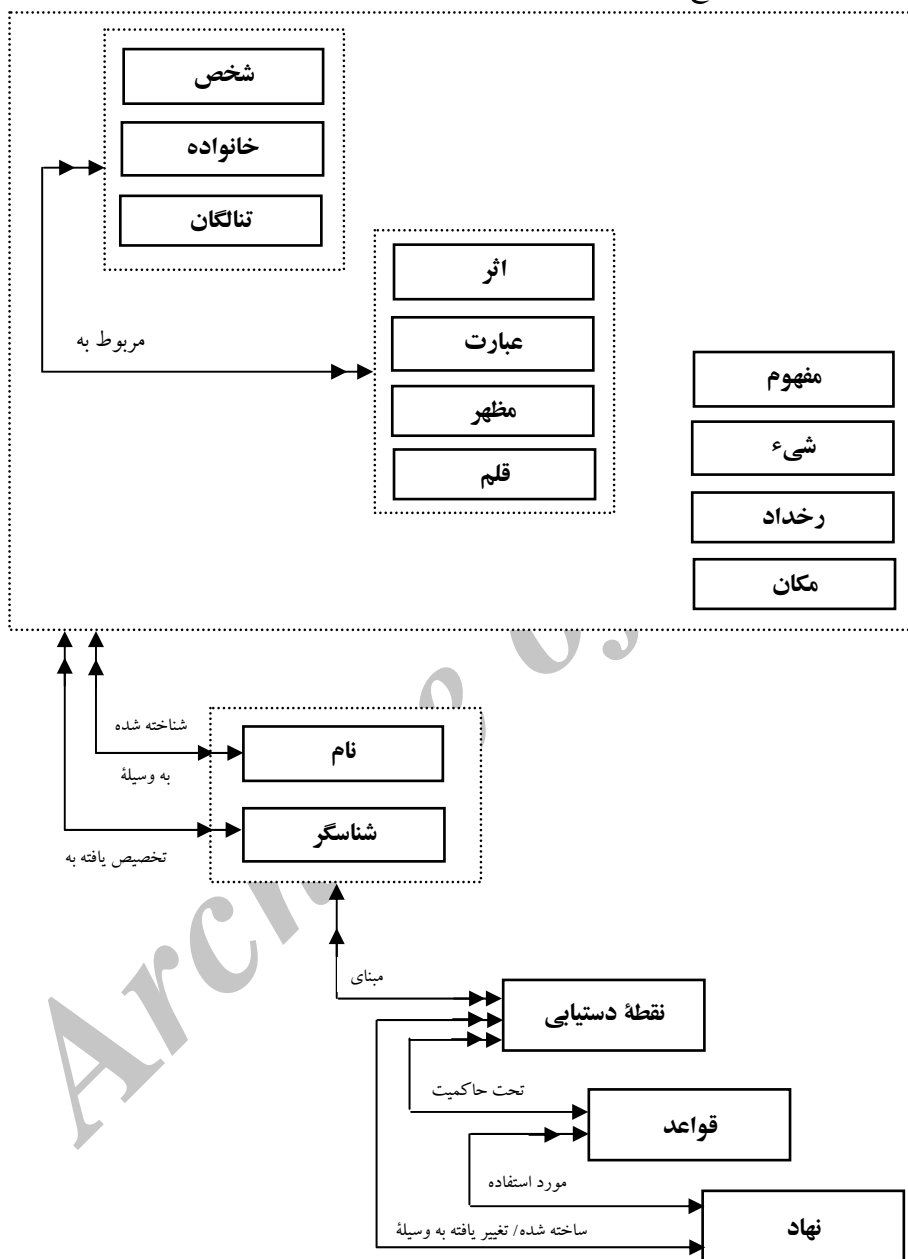 شخص
خانواده
تنالگان
اثر
عبارت
مظهر
قلم
مربوط به
مفهوم
شیء
رخداد
مکان
شناخته شده
به وسیلهٔ
نام
شناسگر
تخصیص یافته به
مبنای
نقطهٔ دستیابی
تحت حاکمیت
قواعد
مورد استفاده
نهاد
ساخته شده/ تغییر یافته به وسیلهٔ